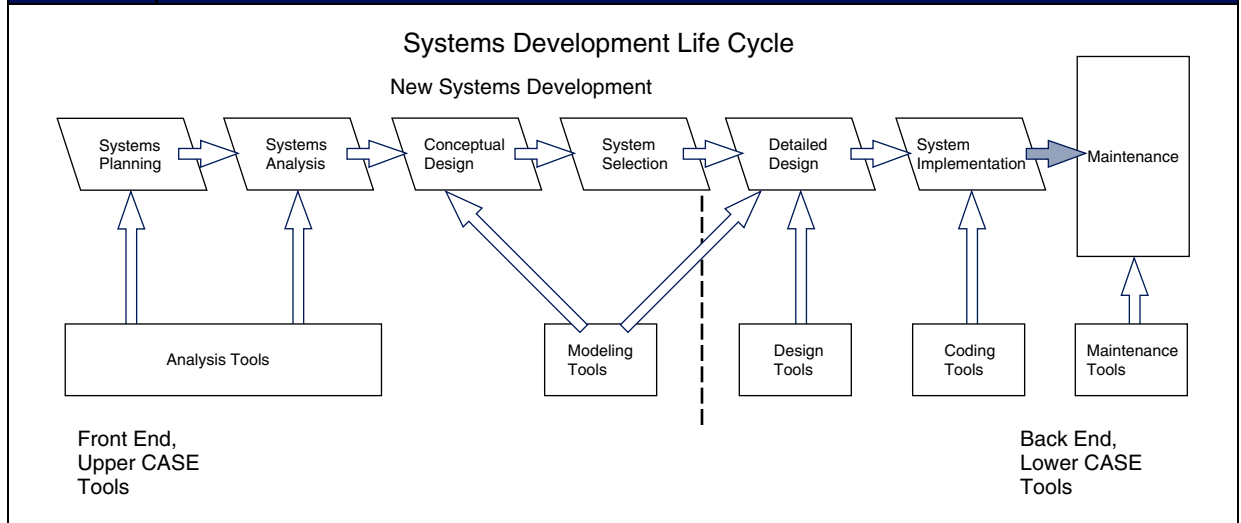 Systems Development Life Cycle
New Systems Development
Systems
Planning
Systems
Analysis
Conceptual
Design
System
Selection
Detailed
Design
System
Implementation
Maintenance
Analysis Tools
Modeling
Tools
Design
Tools
Coding
Tools
Maintenance
Tools
Front End,
Upper CASE
Tools
Back End,
Lower CASE
Tools